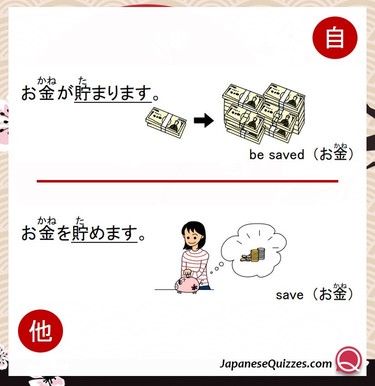 自
お金が貯まります。
かね
た
be saved（お金）
かね
お金を貯めます。
かね
た
save（お金）
かね
他
JapaneseQuizzes.com